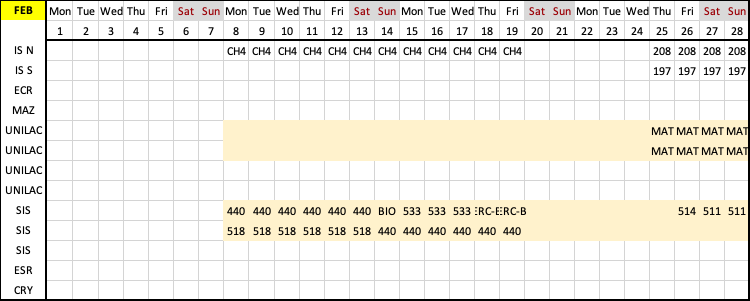 FEB Mon Tue Wed Thu Fri Sat Sun Mon Tue Wed Thu Fri Sat Sun Mon Tue Wed Thu Fri Sat Sun Mon Tue Wed Thu Fri Sat Sun
1 2 3 4 5 6 7 8 9 10 11 12 13 14 15 16 17 18 19 20 21 22 23 24 25 26 27 28
IS N CH4 CH4 CH4 CH4 CH4 CH4 CH4 CH4 CH4 CH4 CH4 CH4 208 208 208 208
IS S 197 197 197 197
ECR
MAZ
UNILAC MAT MAT MAT MAT
UNILAC MAT MAT MAT MAT
UNILAC
UNILAC
SIS 440 440 440 440 440 440 BIO 533 533 533 ERC-E ERC-B 514 511 511
SIS 518 518 518 518 518 518 440 440 440 440 440 440
SIS
ESR
CRY